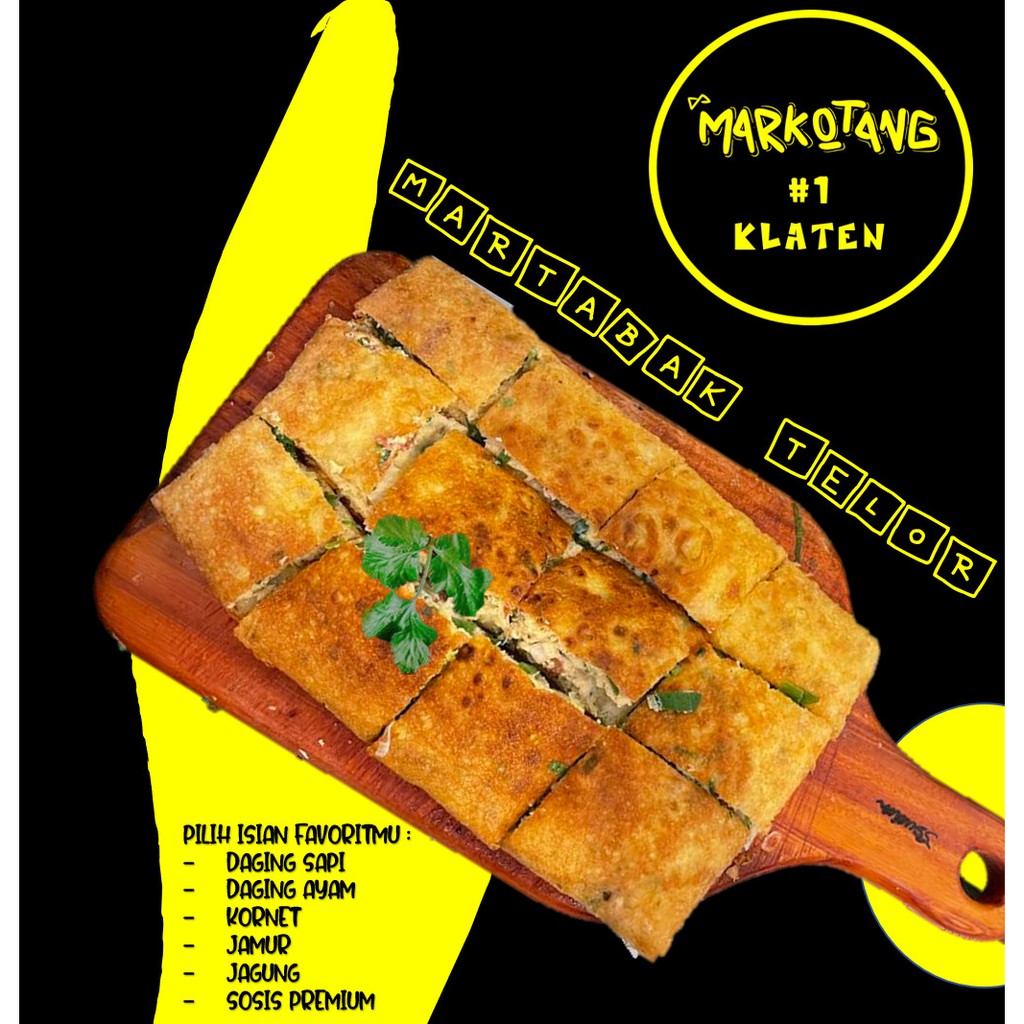 MARKOTANG
#1
KLATEN
MARTABAK TELOR
PILIH ISIAN FAVORITMU :
- DAGING SAPI
- DAGING AYAM
- KORNET
- JAMUR
- JAGUNG
- SOSIS PREMIUM